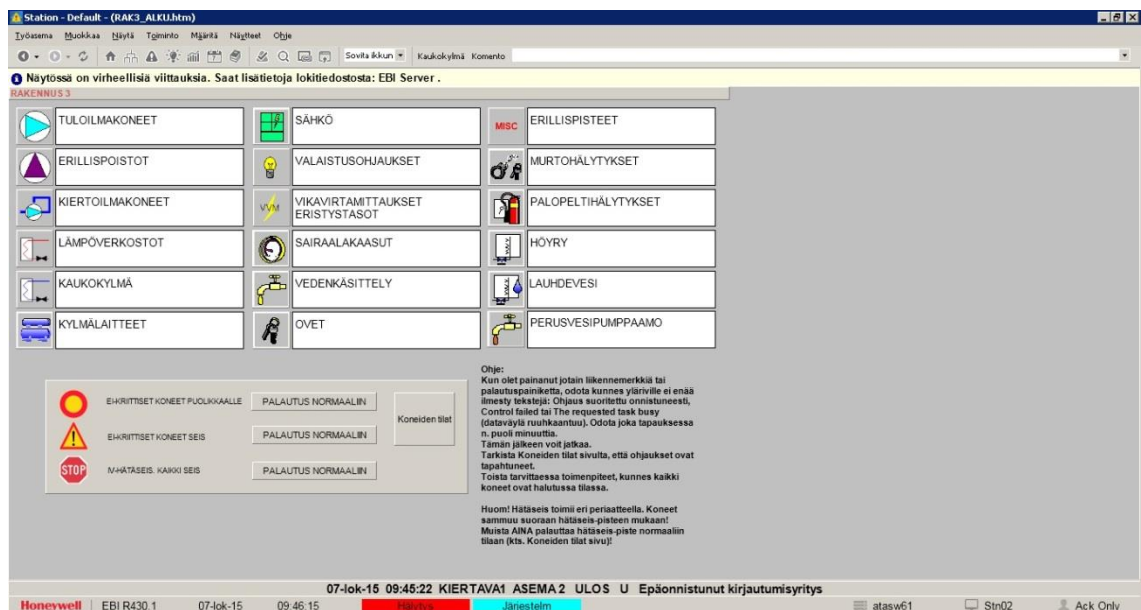 Station - Default - (RAK3_ALKU.htm)
Työasema Muokkaa Näytä Toiminto Määritä Näytteet Ohje
Sovita ikkun Kaukokylmä Komento
Näytössä on virheellisiä viittauksia. Saat lisätietoja lokitiedostosta: EBI Server .
RAKENNUS 3
TULOILMAKONEET
SÄHKÖ
MISC
ERILLISPISTEET
ERILLISPOISTOT
VALAISTUSOHJAUKSET
MURTOHÄLYTYKSET
KIERTOILMAKONEET
VVM
VIKAVIRTAMITTAUKSET
ERISTYSTASOT
PALOPELTIHÄLYTYKSET
LÄMPÖVERKOSTOT
SAIRAALAKAASUT
HÖYRY
KAUKOKYLMÄ
VEDENKÄSITTELY
LAUHDEVESI
KYLMÄLAITTEET
OVET
PERUSVESIPUMPPAAMO
EI-KRIITTISET KONEET PUOLIKKAALLE
PALAUTUS NORMAALIIN
Koneiden tilat
EI-KRIITTISET KONEET SEIS
PALAUTUS NORMAALIIN
STOP
IV-HÄTÄSEIS. KAIKKI SEIS
PALAUTUS NORMAALIIN
Ohje:
Kun olet painanut jotain liikennemerkkiä tai
palautuspainiketta, odota kunnes yläriville ei enää
ilmesty tekstejä: Ohjaus suoritettu onnistuneesti,
Control failed tai The requested task busy
(dataväylä ruuhkaantuu). Odota joka tapauksessa
n. puoli minuuttia.
Tämän jälkeen voit jatkaa.
Tarkista Koneiden tilat sivulta, että ohjaukset ovat
tapahtuneet.
Toista tarvittaessa toimenpiteet, kunnes kaikki
koneet ovat halutussa tilassa.
Huom! Hätäseis toimii eri periaatteella. Koneet
sammuu suoraan hätäseis-pisteen mukaan!
Muista AINA palauttaa hätäseis-piste normaaliin
tilaan (kts. Koneiden tilat sivu)!
07-lok-15 09:45:22 KIERTAVA1 ASEMA 2 ULOS U Epäonnistunut kirjautumisyritys
Honeywell EBI R430.1 07-lok-15 09:46:15 Hälytys Järjestelm atasw61 Stn02 Ack Only